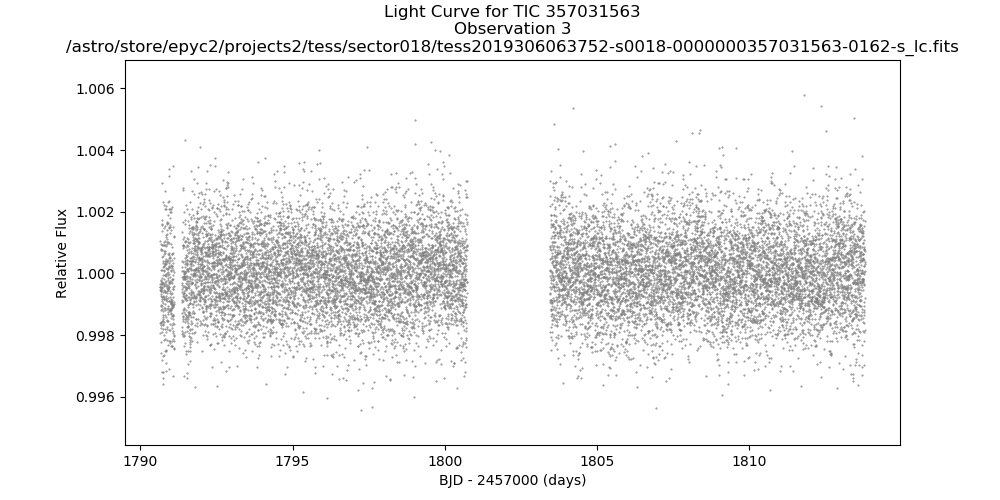 Light Curve for TIC 357031563
Observation 3
/astro/store/epyc2/projects2/tess/sector018/tess2019306063752-s0018-0000000357031563-0162-s_lc.fits
1.006
1.004
1.002
1.000
0.998
0.996
Relative Flux
1790
1795
1800
1805
1810
BJD - 2457000 (days)